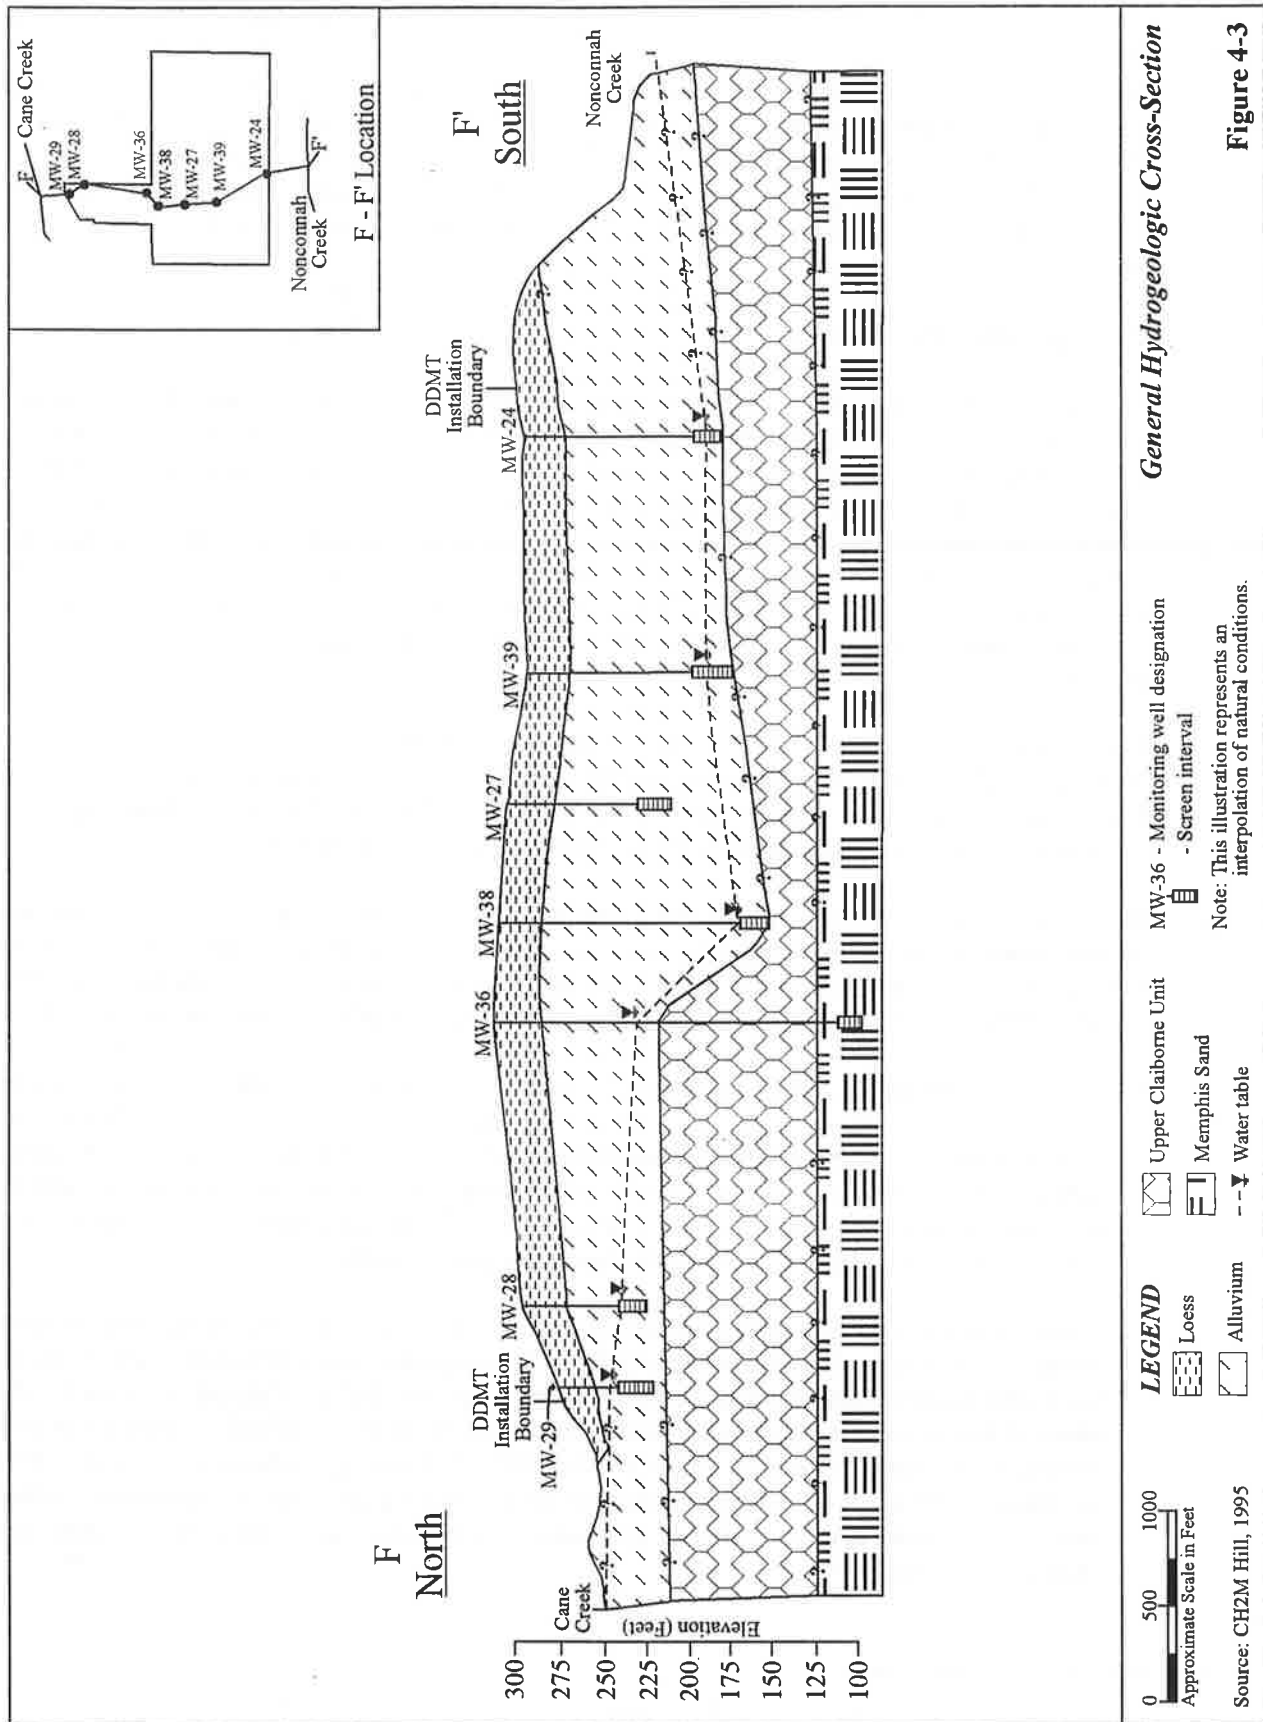 F
Cane Creek
MW-29
MW-28
MW-36
MW-38
MW-27
MW-39
MW-24
Nonconnah
Creek
F'
F - F' Location
F
North
F'
South
Cane
Creek
DDMT
Installation
Boundary
MW-29
MW-28
MW-36
MW-38
MW-27
MW-39
MW-24
DDMT
Installation
Boundary
Nonconnah
Creek
Elevation (Feet)
300
275
250
225
200
175
150
125
100
? ? ? ? ? ? ? ? ? ?
0 500 1000
Approximate Scale in Feet
Source: CH2M Hill, 1995
LEGEND
Loess
Alluvium
Upper Claiborne Unit
Memphis Sand
Water table
MW-36 - Monitoring well designation
- Screen interval
Note: This illustration represents an
interpolation of natural conditions.
General Hydrogeologic Cross-Section
Figure 4-3